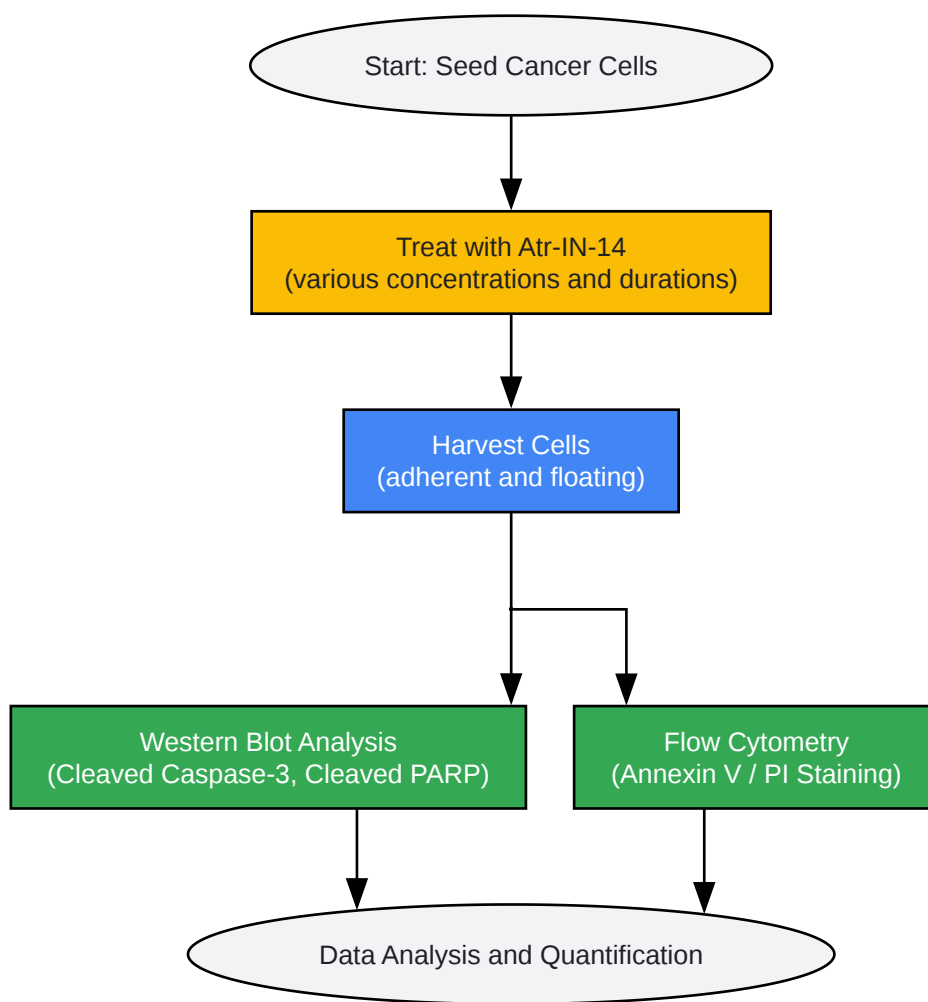 Start: Seed Cancer Cells
Treat with Atr-IN-14
(various concentrations and durations)
Harvest Cells
(adherent and floating)
Western Blot Analysis
(Cleaved Caspase-3, Cleaved PARP)
Flow Cytometry
(Annexin V / PI Staining)
Data Analysis and Quantification